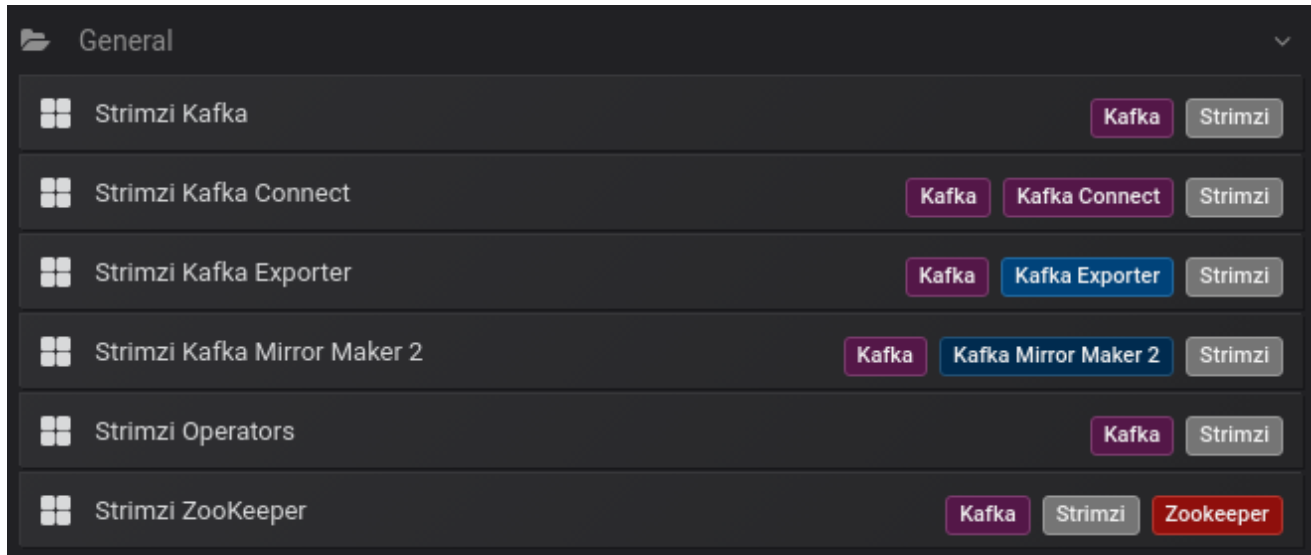 General
Strimzi Kafka Kafka Strimzi
Strimzi Kafka Connect Kafka Kafka Connect Strimzi
Strimzi Kafka Exporter Kafka Kafka Exporter Strimzi
Strimzi Kafka Mirror Maker 2 Kafka Kafka Mirror Maker 2 Strimzi
Strimzi Operators Kafka Strimzi
Strimzi ZooKeeper Kafka Strimzi Zookeeper